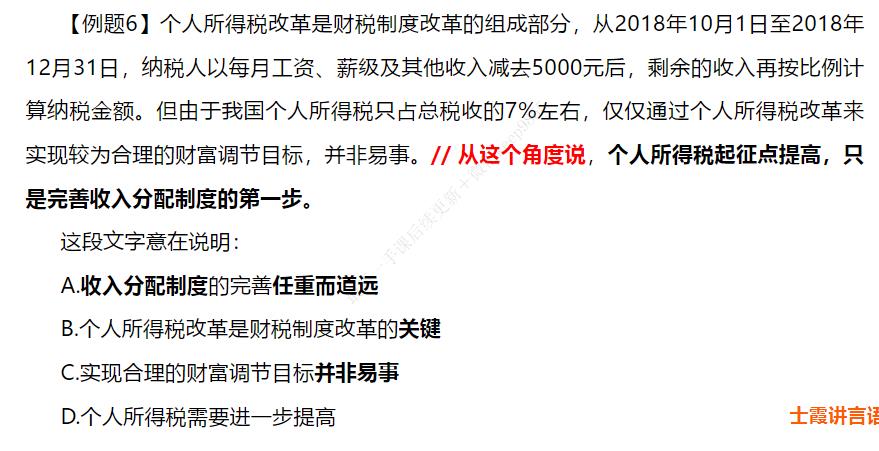 【例题6】个人所得税改革是财税制度改革的组成部分，从2018年10月1日至2018年
12月31日，纳税人以每月工资、薪级及其他收入减去5000元后，剩余的收入再按比例计
算纳税金额。但由于我国个人所得税只占总税收的7%左右，仅仅通过个人所得税改革来
实现较为合理的财富调节目标，并非易事。// 从这个角度说，个人所得税起征点提高，只
是完善收入分配制度的第一步。
这段文字意在说明：
A.收入分配制度的完善任重而道远
B.个人所得税改革是财税制度改革的关键
C.实现合理的财富调节目标并非易事
D.个人所得税需要进一步提高
士霞讲言语